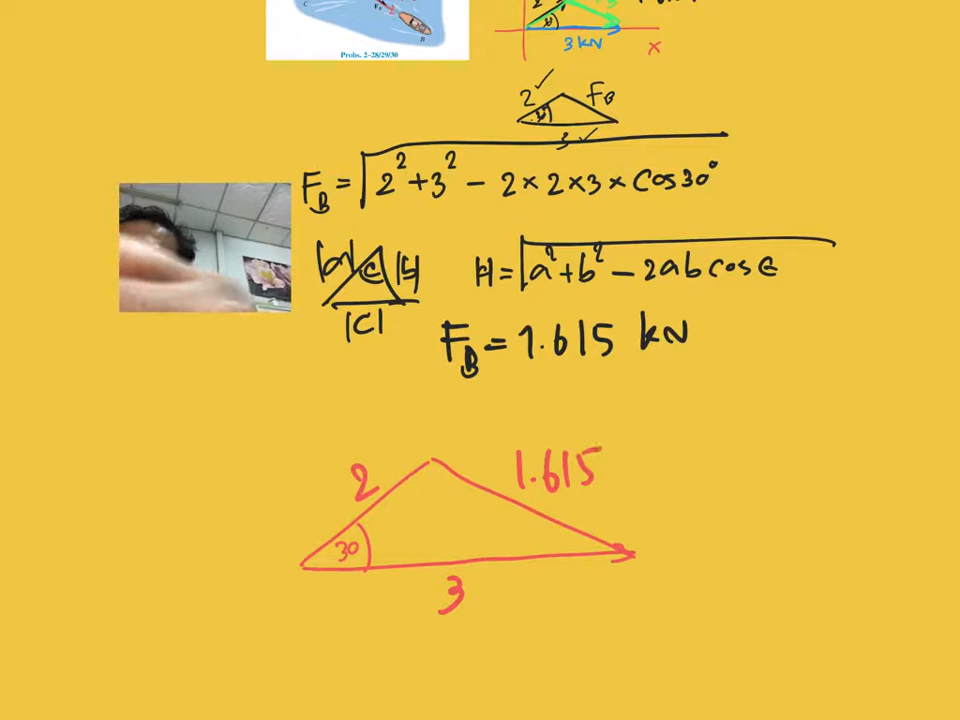 C
B
Probs. 2–28/29/30
3 kN
x
2 ✓
F_B
30
3 ✓
F_B = √2² + 3² − 2 × 2 × 3 × Cos 30°
|b|
|C|
= √a² + b² − 2ab cos θ
F_B = 1.615 kN
2
1.615
30
3